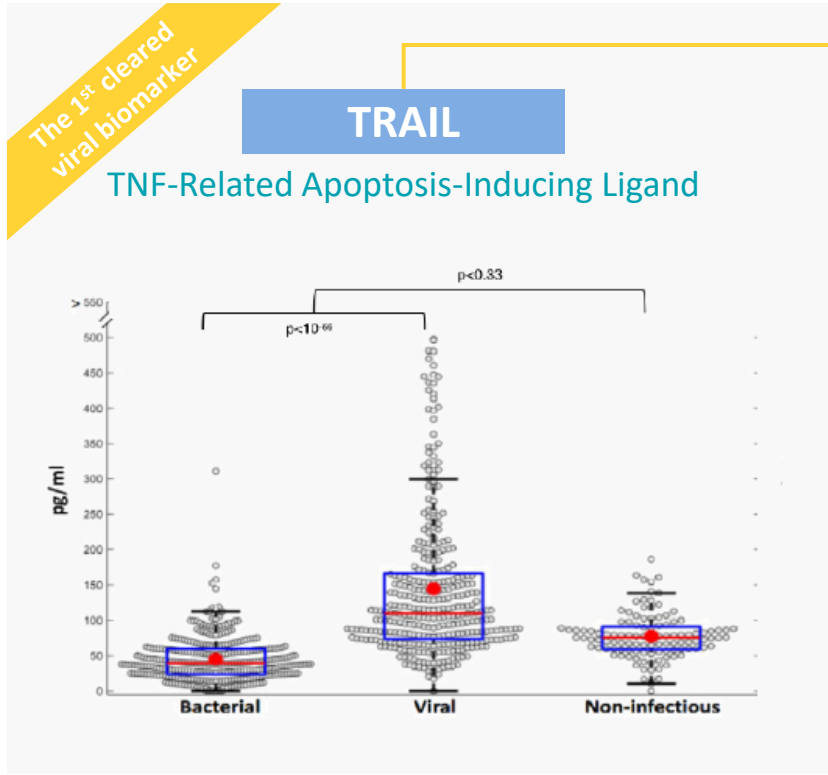 The 1st cleared
viral biomarker
TRAIL
TNF-Related Apoptosis-Inducing Ligand
p<0.33
> 550
p<10-66
500
450
400
350
300
250
200
150
100
50
0
pg/ml
Bacterial Viral Non-infectious